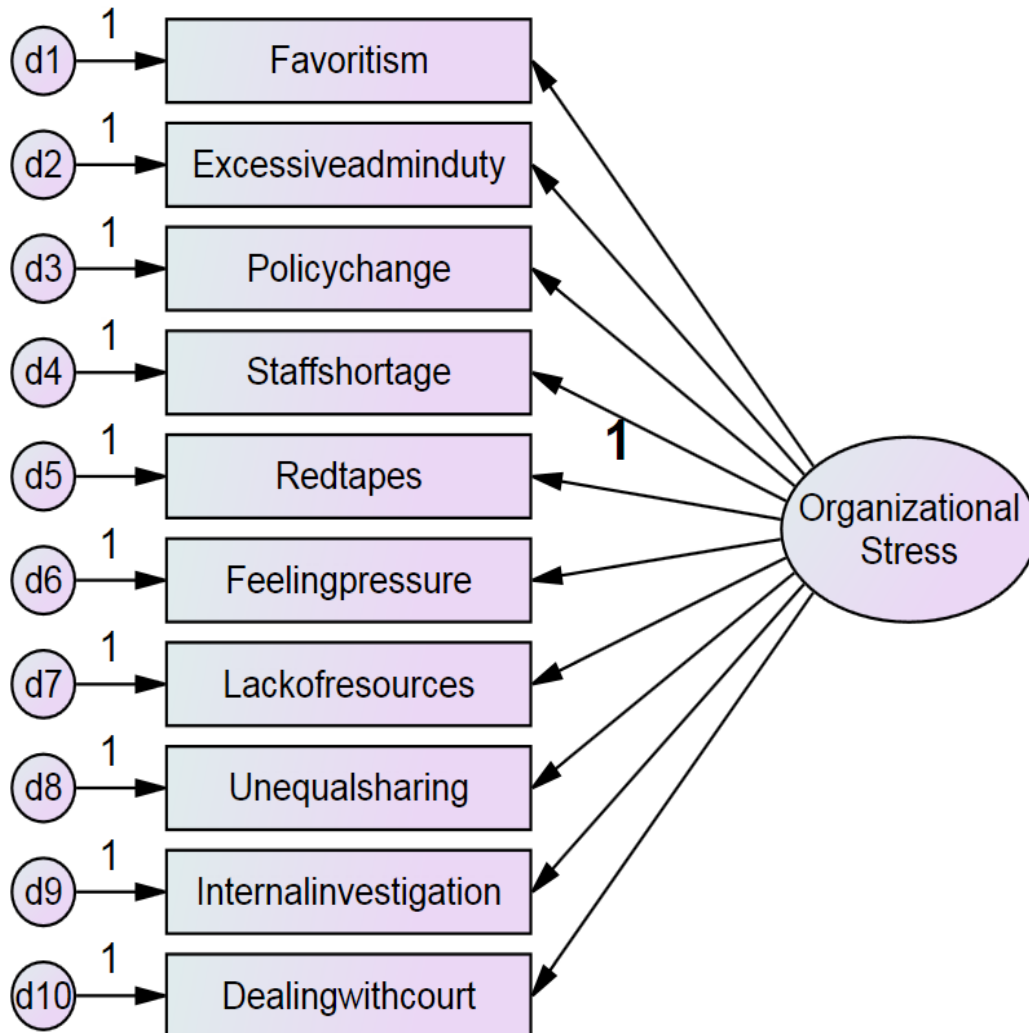 1
d1 Favoritism
1
d2 Excessiveadminduty
1
d3 Policychange
1
d4 Staffshortage
1
1
d5 Redtapes
Organizational
Stress
1
d6 Feelingpressure
1
d7 Lackofresources
1
d8 Unequalsharing
1
d9 Internalinvestigation
1
d10 Dealingwithcourt